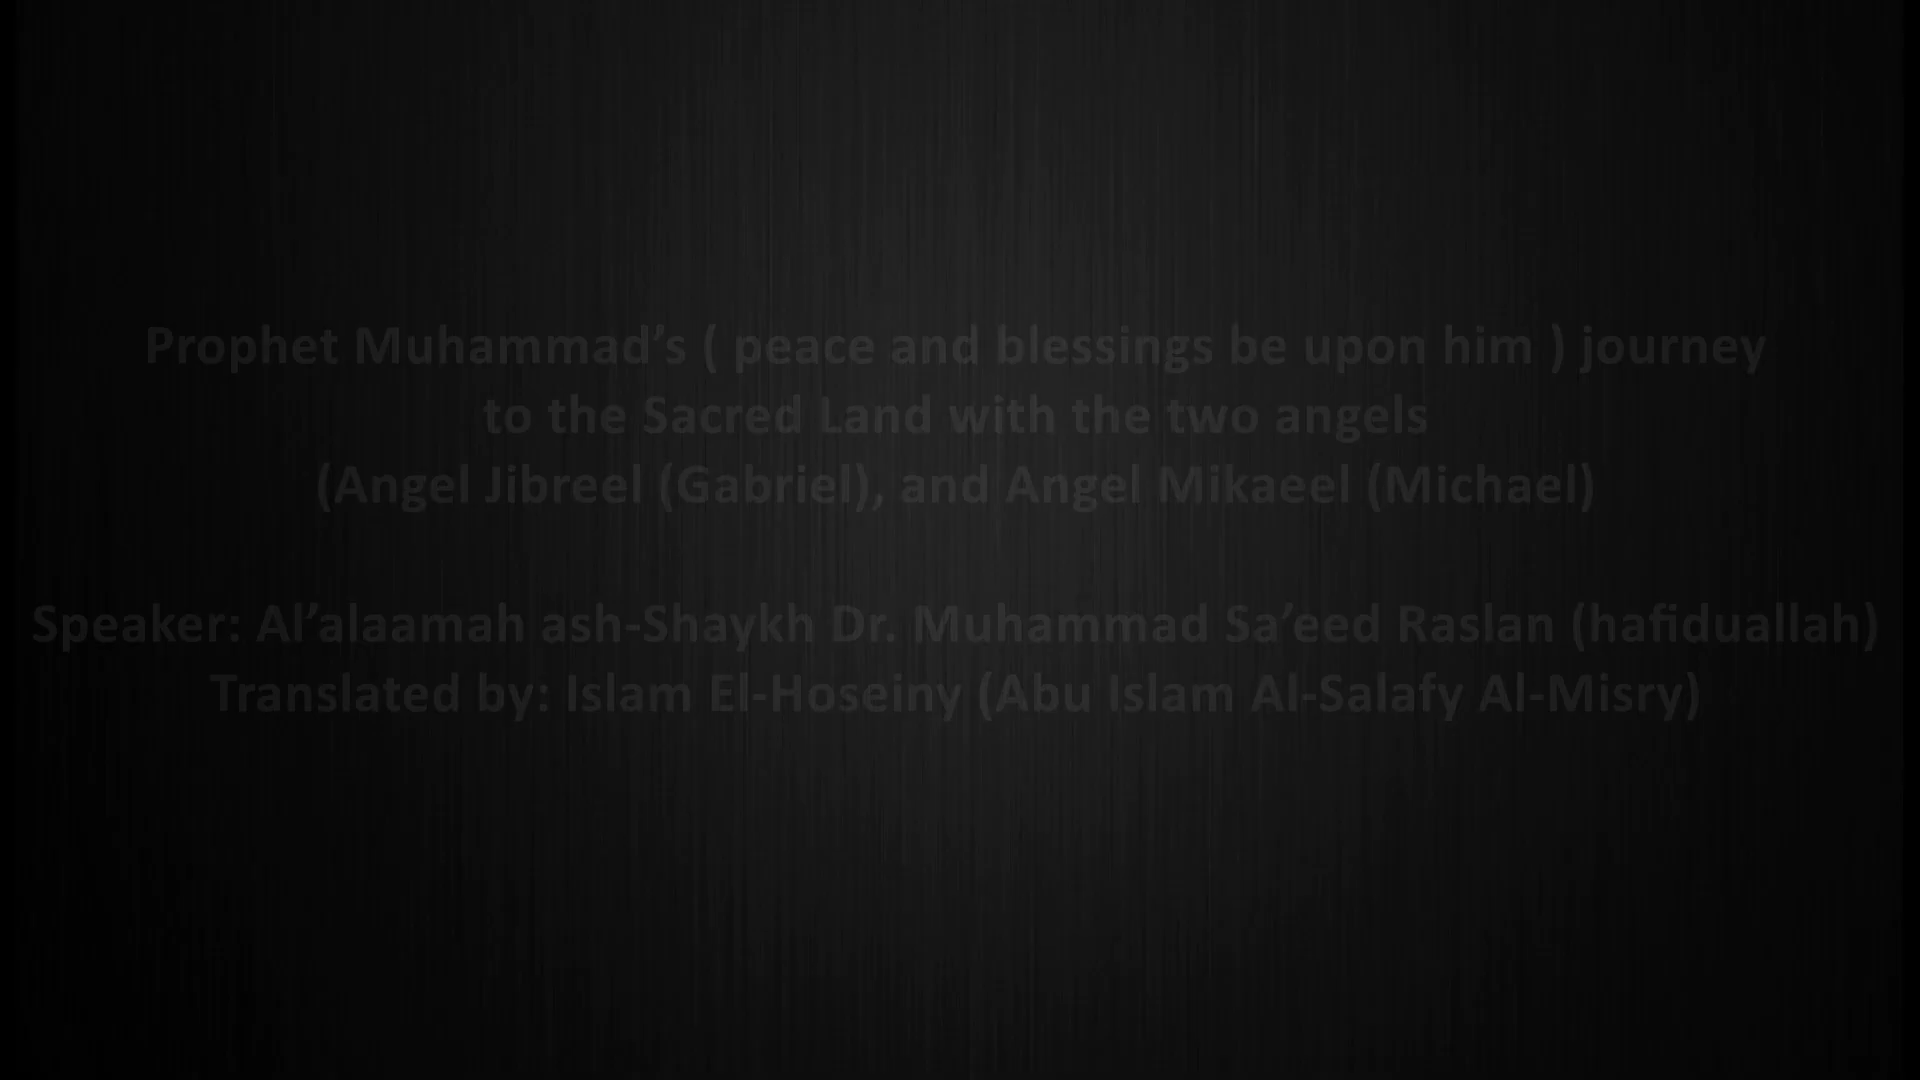 Prophet Muhammad’s ( peace and blessings be upon him ) journey
to the Sacred Land with the two angels
(Angel Jibreel (Gabriel), and Angel Mikaeel (Michael)
Speaker: Al’alaamah ash-Shaykh Dr. Muhammad Sa’eed Raslan (hafiduallah)
Translated by: Islam El-Hoseiny (Abu Islam Al-Salafy Al-Misry)